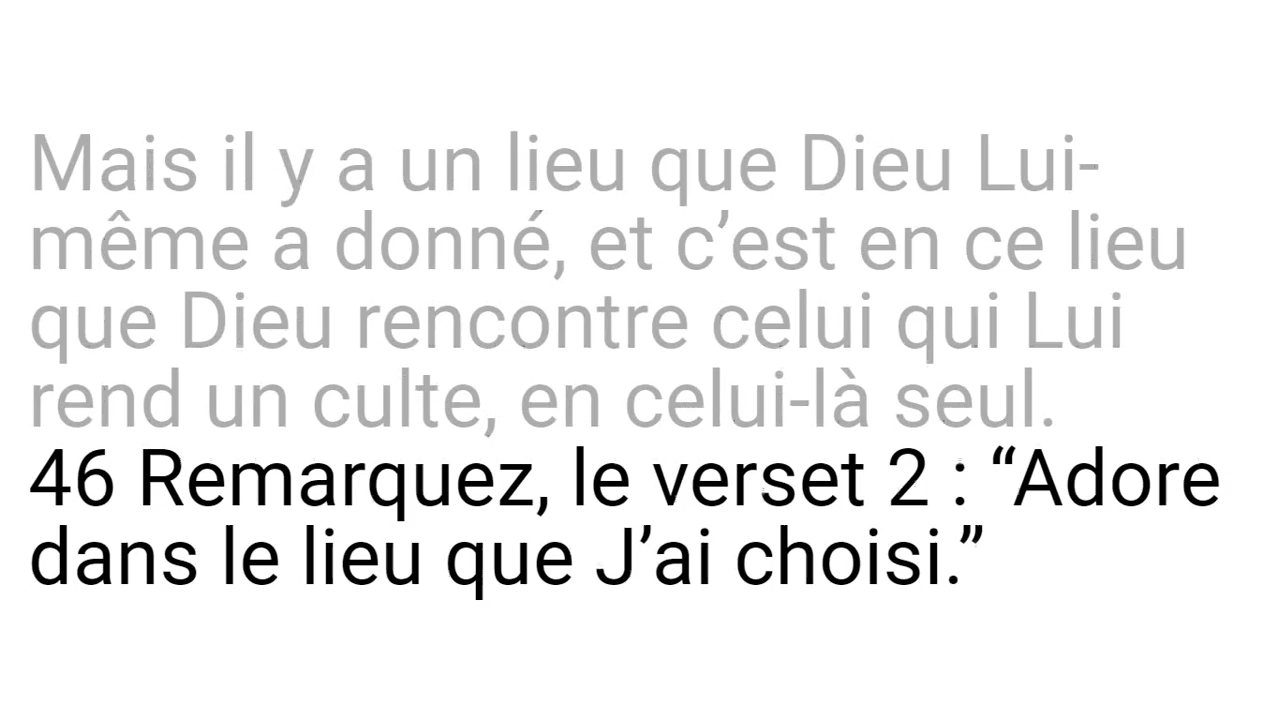 Mais il y a un lieu que Dieu Lui-
même a donné, et c’est en ce lieu
que Dieu rencontre celui qui Lui
rend un culte, en celui-là seul.
46 Remarquez, le verset 2 : “Adore
dans le lieu que J’ai choisi.”